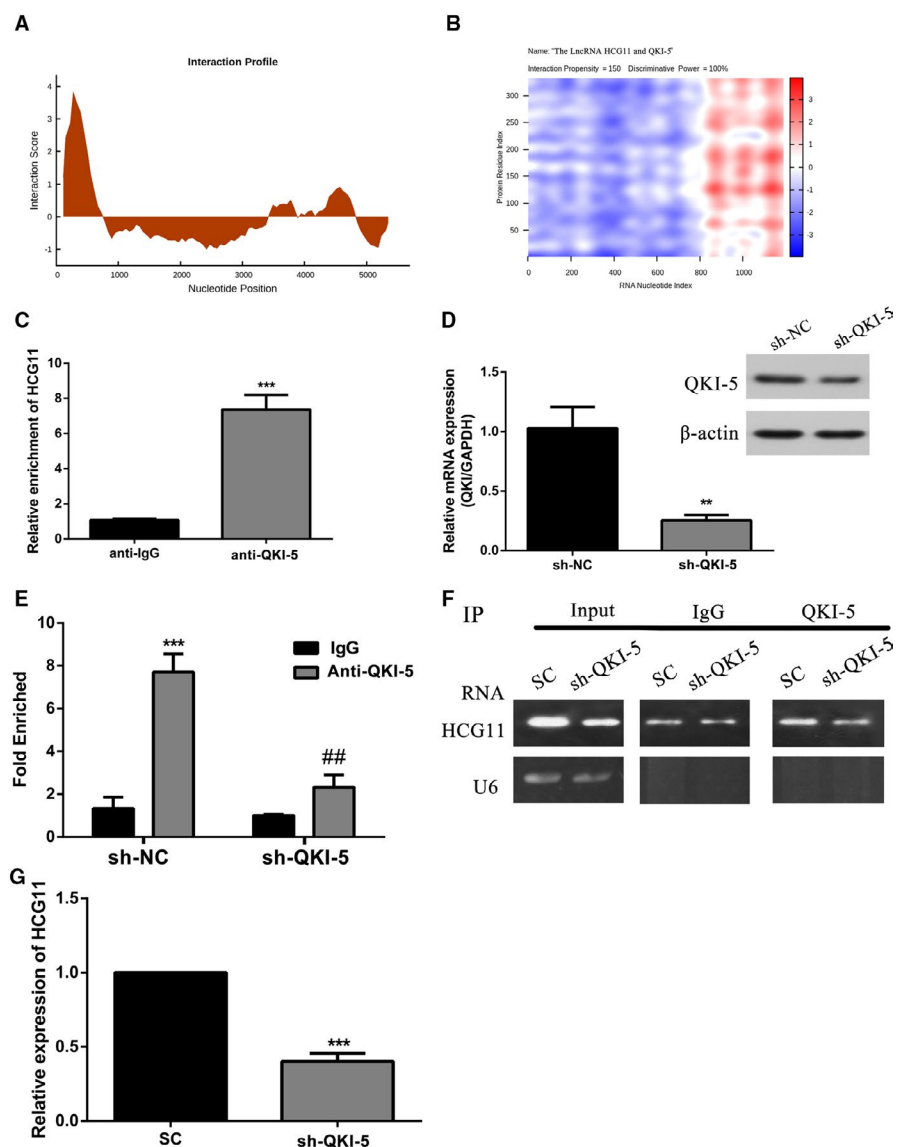 A
Interaction Profile
Interaction Score
4
3
2
1
0
-1
0 1000 2000 3000 4000 5000
Nucleotide Position
B
Name: "The LncRNA HCG11 and QKI-5"
Interaction Propensity = 150 Discriminative Power = 100%
Protein Residue Index
300
250
200
150
100
50
0 200 400 600 800 1000
RNA Nucleotide Index
3
2
1
0
-1
-2
-3
C
Relative enrichment of HCG11
10
8
6
4
2
0
***
anti-IgG anti-QKI-5
D
Relative mRNA expression
(QKI/GAPDH)
1.5
1.0
0.5
0.0
**
sh-NC sh-QKI-5
sh-NC sh-QKI-5
QKI-5
β-actin
E
Fold Enriched
10
8
6
4
2
0
***
##
IgG
Anti-QKI-5
sh-NC sh-QKI-5
F
IP Input IgG QKI-5
SC sh-QKI-5 SC sh-QKI-5 SC sh-QKI-5
RNA
HCG11
U6
G
Relative expression of HCG11
1.5
1.0
0.5
0.0
***
SC sh-QKI-5